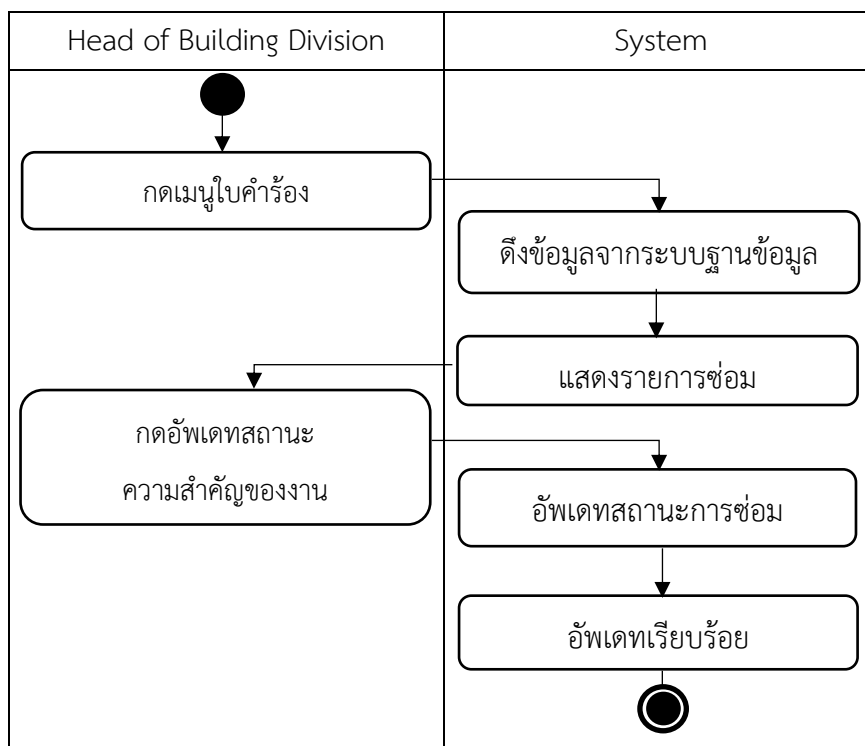 Head of Building Division
System
กดเมนูใบคำร้อง
ดึงข้อมูลจากระบบฐานข้อมูล
แสดงรายการซ่อม
กดอัพเดทสถานะ
ความสำคัญของงาน
อัพเดทสถานะการซ่อม
อัพเดทเรียบร้อย